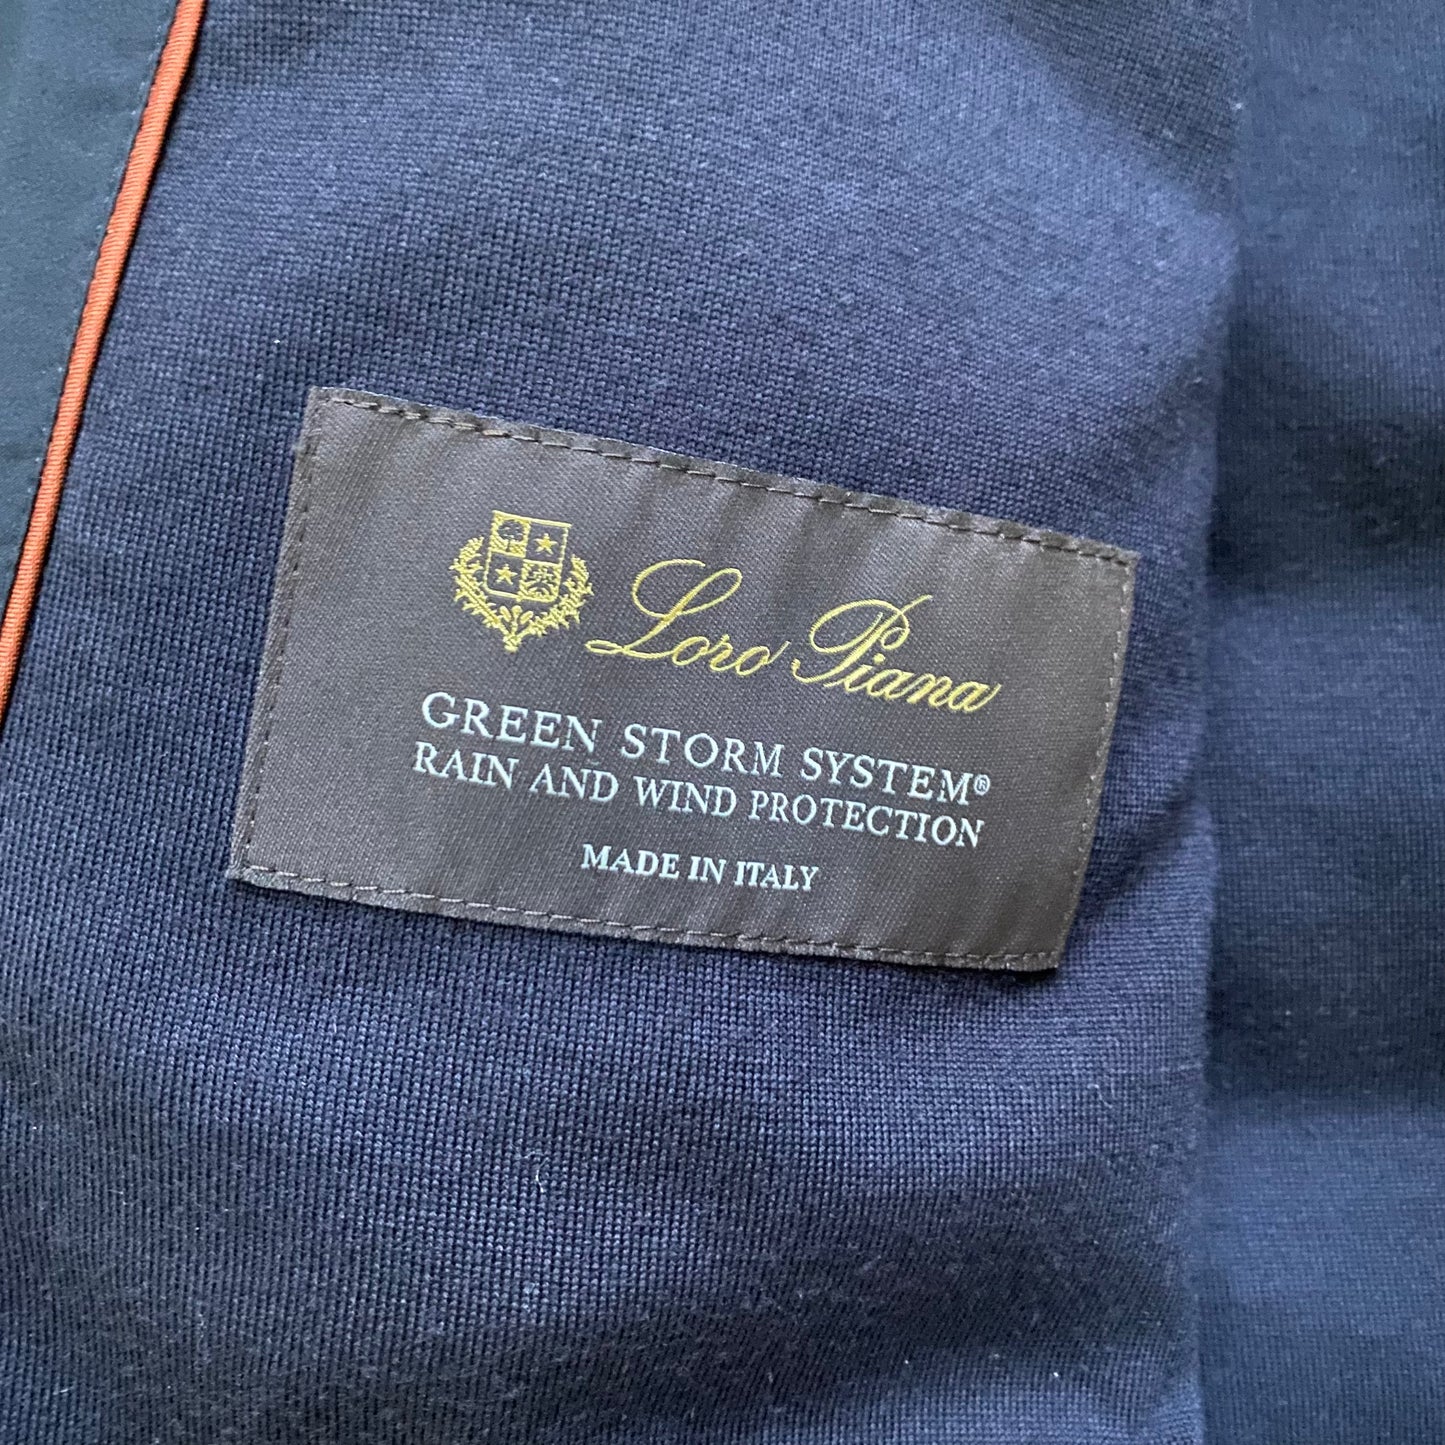 Loro Piana
GREEN STORM SYSTEM®
RAIN AND WIND PROTECTION
MADE IN ITALY